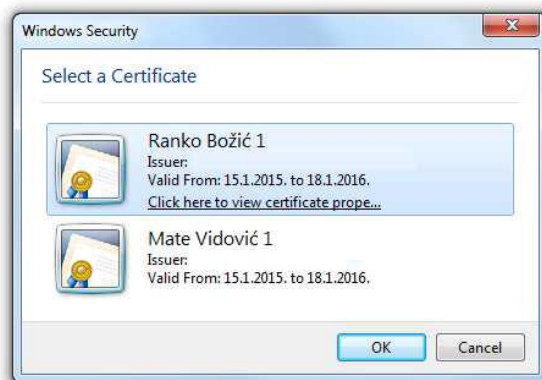 Windows Security
Select a Certificate
Ranko Božić 1
Issuer:
Valid From: 15.1.2015. to 18.1.2016.
Click here to view certificate prope...
Mate Vidović 1
Issuer:
Valid From: 15.1.2015. to 18.1.2016.
OK Cancel